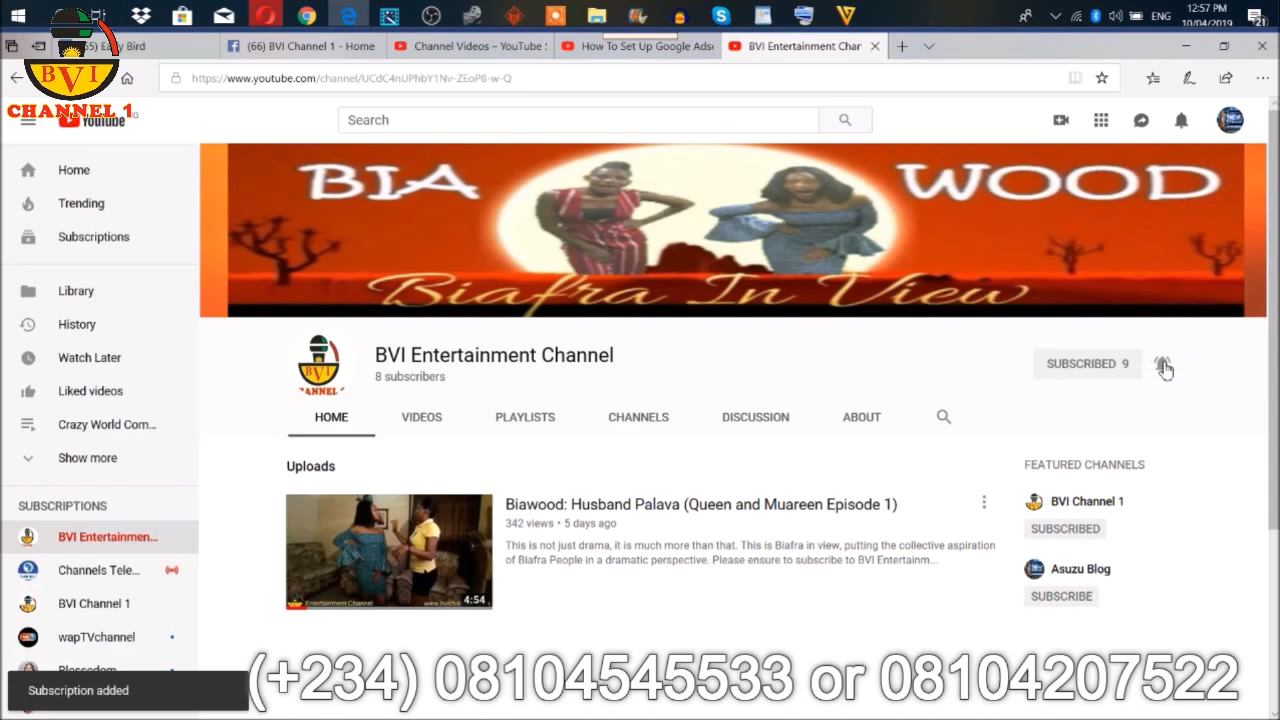 12:57 PM
ENG
10/04/2019
21
(66) BVI Channel 1 - Home
Channel Videos - YouTube
How To Set Up Google Adse
BVI Entertainment Char
https://www.youtube.com/channel/UCdC4nUPhbY1Nv-ZEoP8-w-Q
BVI
CHANNEL 1
YouTube
NG
Search
Home
Trending
Subscriptions
Library
History
Watch Later
Liked videos
Crazy World Com...
Show more
SUBSCRIPTIONS
BVI Entertainmen...
Channels Tele...
BVI Channel 1
wapTVchannel
Blessedom
Subscription added
BIA WOOD
Biafra In View
BVI
BVI Entertainment Channel
8 subscribers
SUBSCRIBED 9
HOME
VIDEOS
PLAYLISTS
CHANNELS
DISCUSSION
ABOUT
Uploads
4:54
Biawood: Husband Palava (Queen and Muareen Episode 1)
342 views • 5 days ago
This is not just drama, it is much more than that. This is Biafra in view, putting the collective aspiration
of Biafra People in a dramatic perspective. Please ensure to subscribe to BVI Entertainm...
FEATURED CHANNELS
BVI Channel 1
SUBSCRIBED
Asuzu Blog
SUBSCRIBE
(+234) 08104545533 or 08104207522